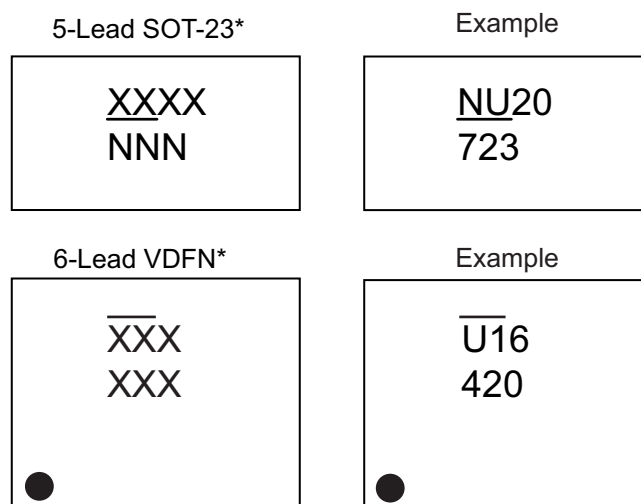 5-Lead SOT-23*
Example
XXXX
NNN
NU20
723
6-Lead VDFN*
Example
XXX
XXX
U16
420